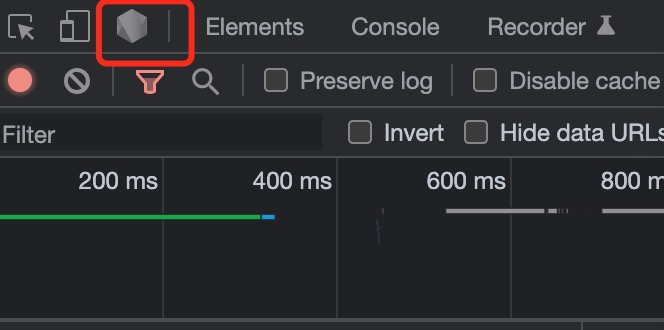 Elements Console Recorder
Preserve log Disable cache
Filter Invert Hide data URLs
200 ms 400 ms 600 ms 800 m